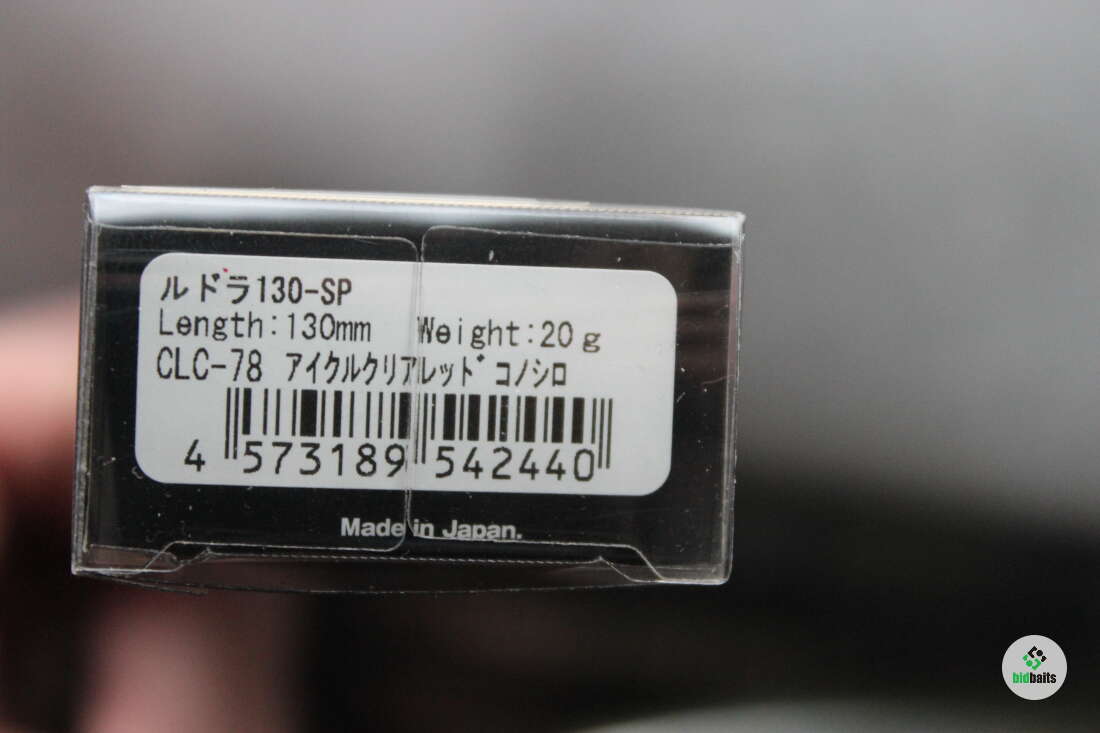 ルドラ130-SP
Length:130mm Weight:20g
CLC-78 アイクルクリアレッドコノシロ
4 573189 542440
Made in Japan.
bidbaits